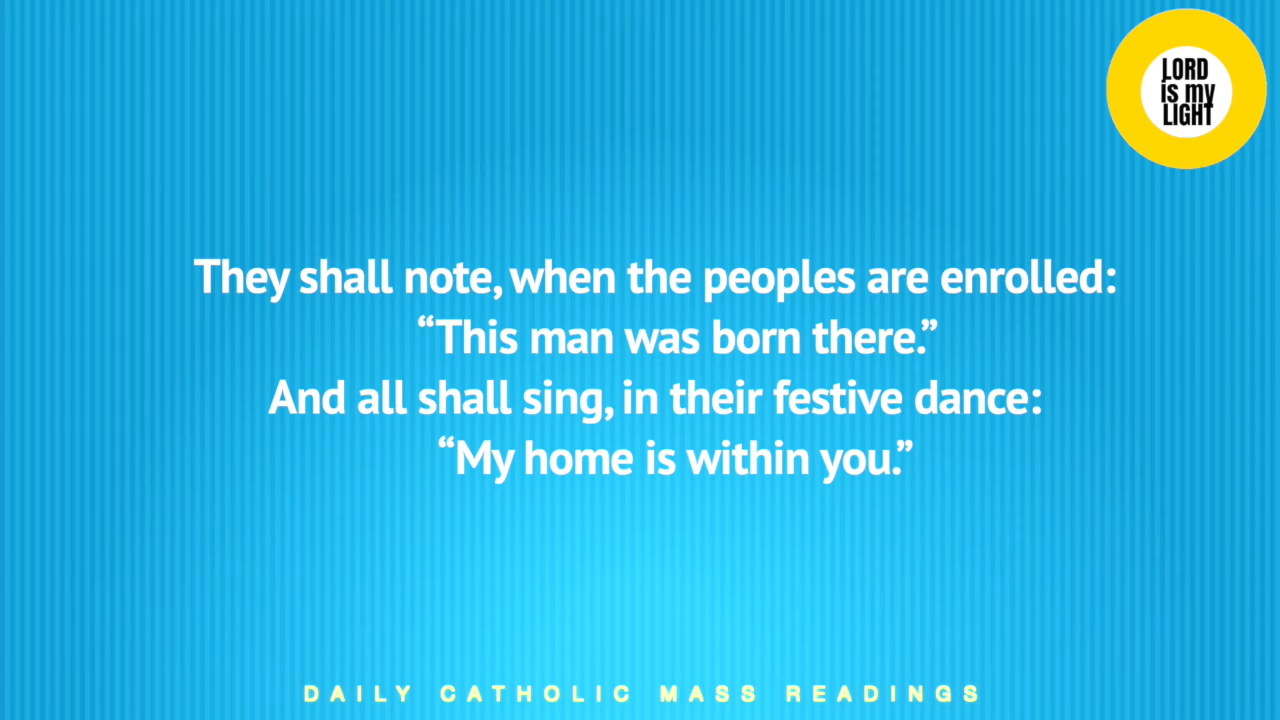 LORD
is my
LIGHT
They shall note, when the peoples are enrolled:
“This man was born there.”
And all shall sing, in their festive dance:
“My home is within you.”
DAILY CATHOLIC MASS READINGS